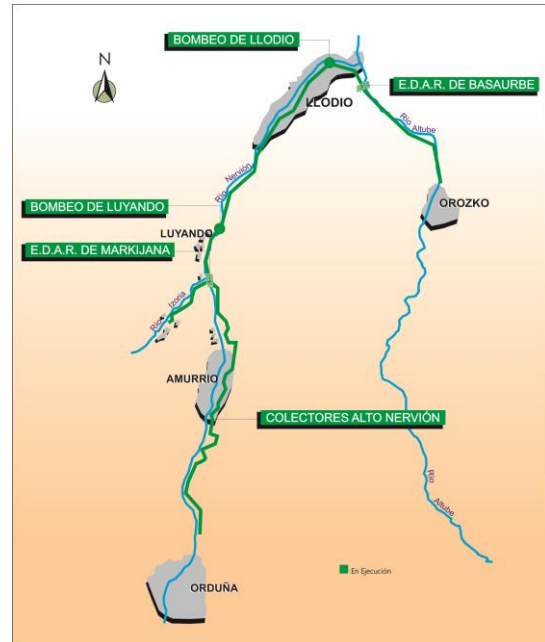 BOMBEO DE LLODIO
N
E.D.A.R. DE BASAURBE
LLODIO
Río
Altube
Río Nervión
BOMBEO DE LUYANDO
OROZKO
LUYANDO
E.D.A.R. DE MARKIJANA
Río Izoria
AMURRIO
COLECTORES ALTO NERVIÓN
Río
Altube
En Ejecución
ORDUÑA